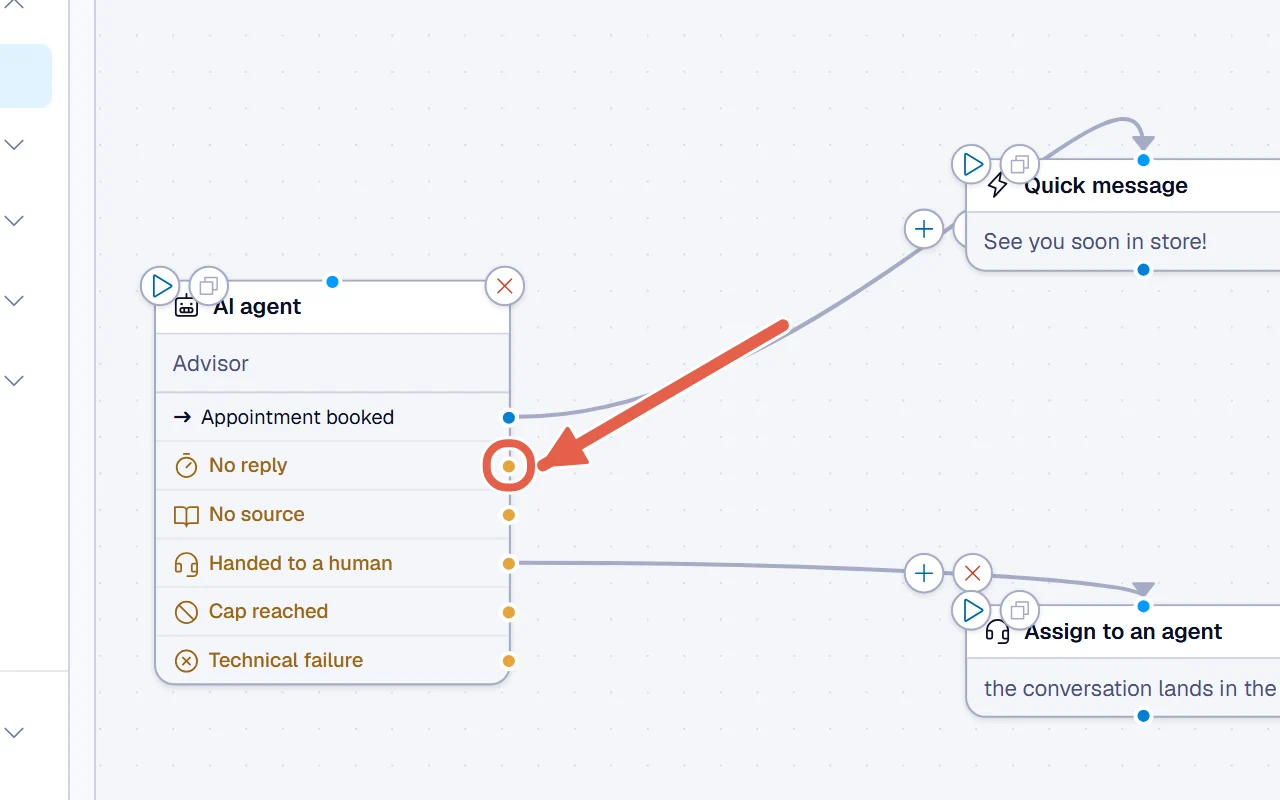 Quick message
See you soon in store!
AI agent
Advisor
→ Appointment booked
No reply
No source
Handed to a human
Cap reached
Technical failure
Assign to an agent
the conversation lands in the